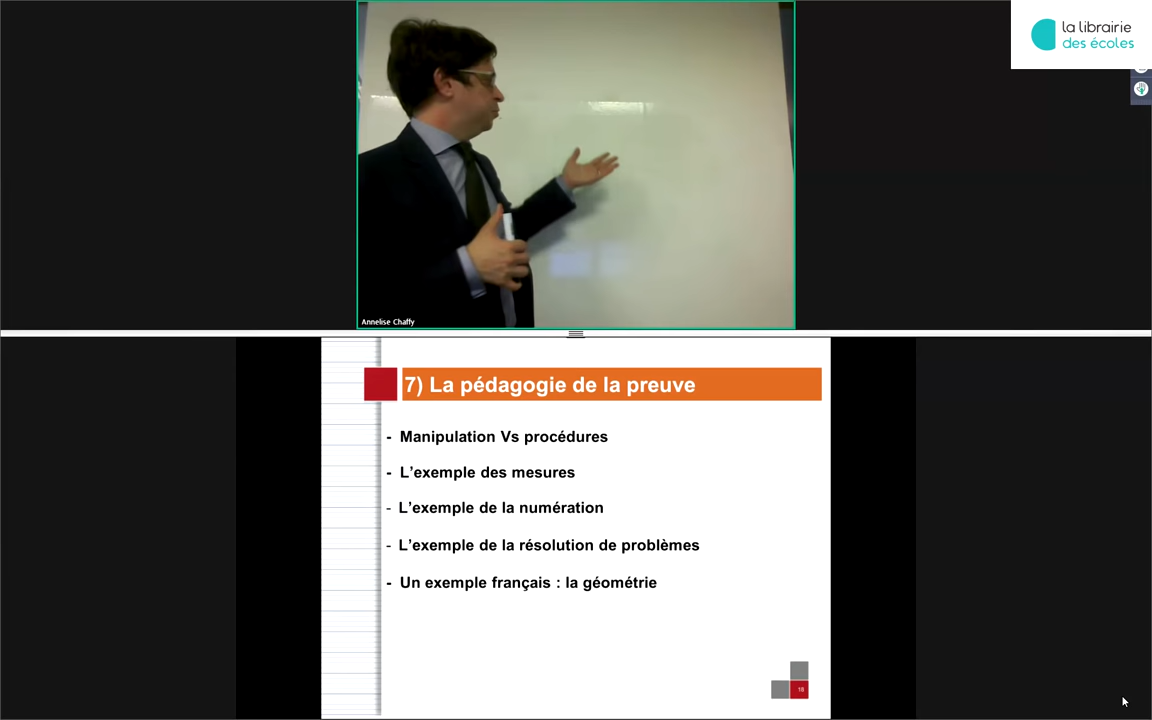 la librairie
des écoles
Annelise Chaffy
7) La pédagogie de la preuve
- Manipulation Vs procédures
- L’exemple des mesures
- L’exemple de la numération
- L’exemple de la résolution de problèmes
- Un exemple français : la géométrie
18